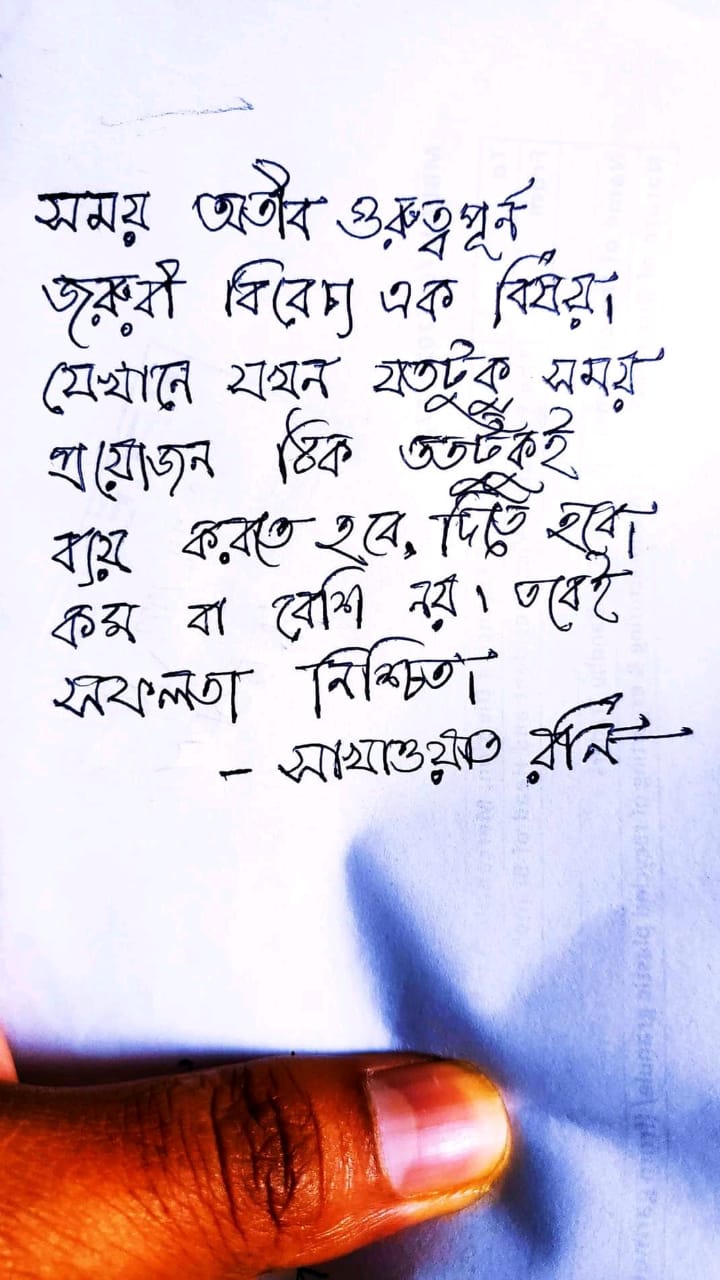 সময় অতীব গুরুত্বপূর্ন
জরুরী বিবেচ্য এক বিষয়।
যেখানে যখন যতটুকু সময়
প্রয়োজন ঠিক ততটুকুই
ব্যয় করতে হবে, দিতে হবে।
কম বা বেশি নয়। তবেই
সফলতা নিশ্চিত।
- সাখাওয়াত রনি